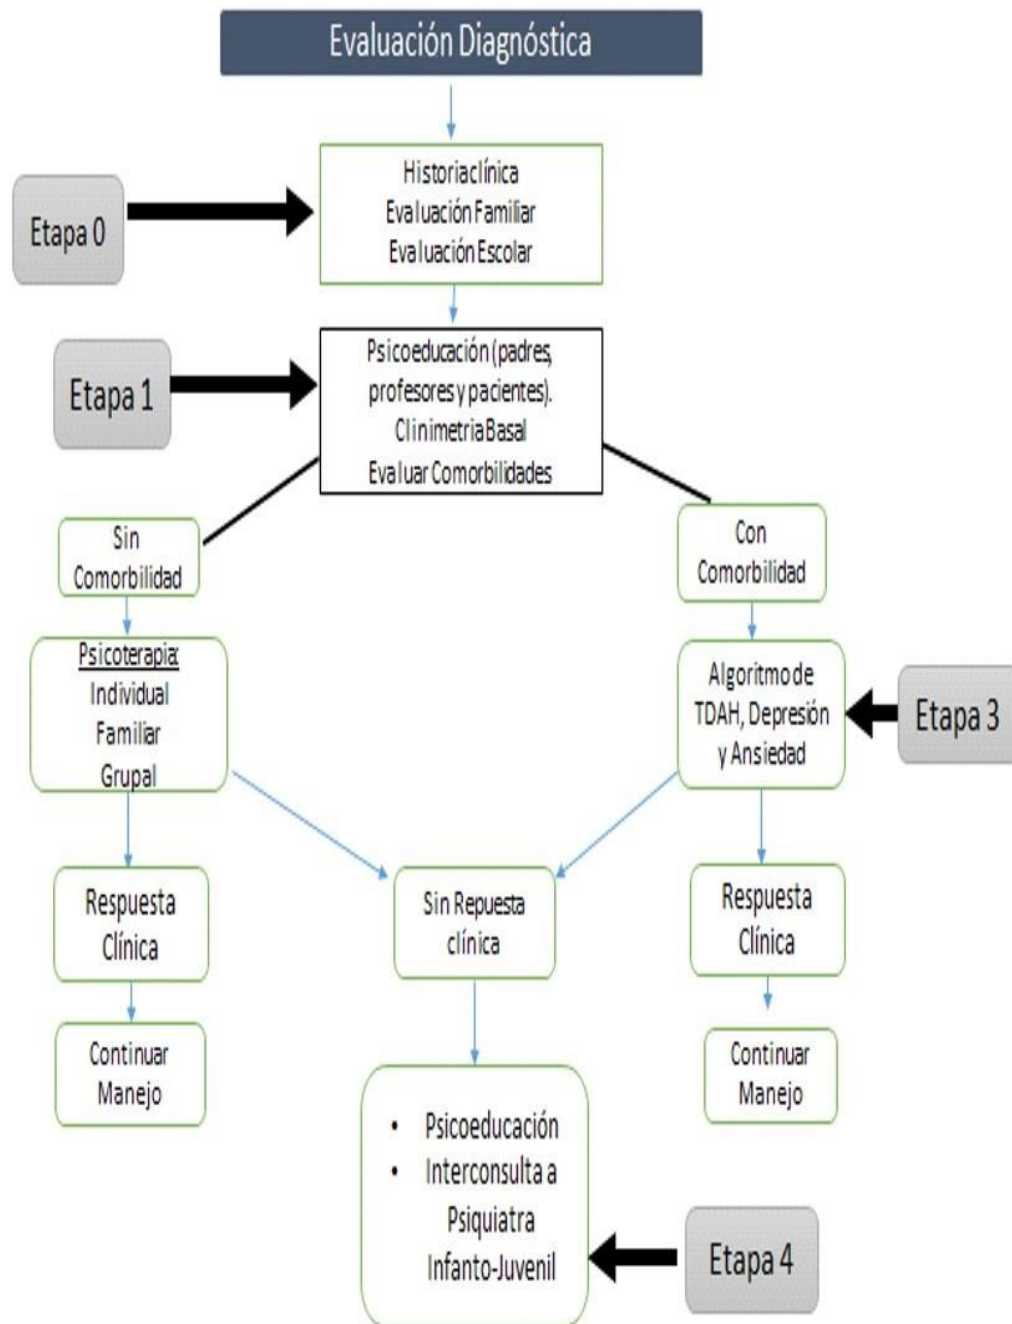 Evaluación Diagnóstica
Historia clínica
Evaluación Familiar
Evaluación Escolar
Etapa 0
Psicoeducación (padres,
profesores y pacientes).
Clinimetria Basal
Evaluar Comorbilidades
Etapa 1
Sin
Comorbilidad
Con
Comorbilidad
Psicoterapia:
Individual
Familiar
Grupal
Algoritmo de
TDAH, Depresión
y Ansiedad
Etapa 3
Respuesta
Clínica
Sin Repuesta
clínica
Respuesta
Clínica
Continuar
Manejo
Continuar
Manejo
• Psicoeducación
• Interconsulta a
Psiquiatra
Infanto-Juvenil
Etapa 4